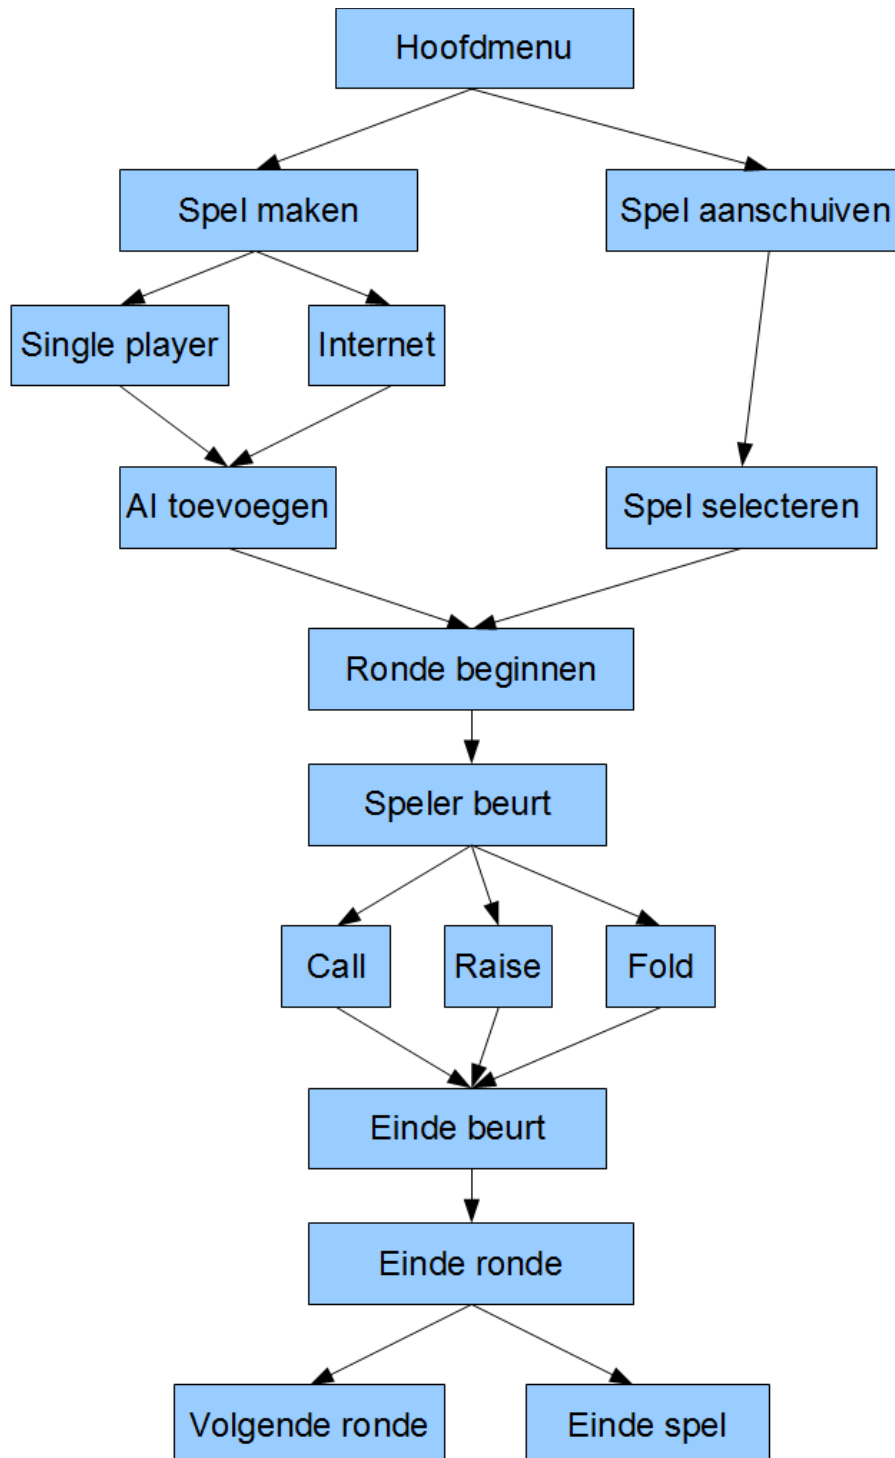 Hoofdmenu
Spel maken
Spel aanschuiven
Single player
Internet
AI toevoegen
Spel selecteren
Ronde beginnen
Speler beurt
Call
Raise
Fold
Einde beurt
Einde ronde
Volgende ronde
Einde spel